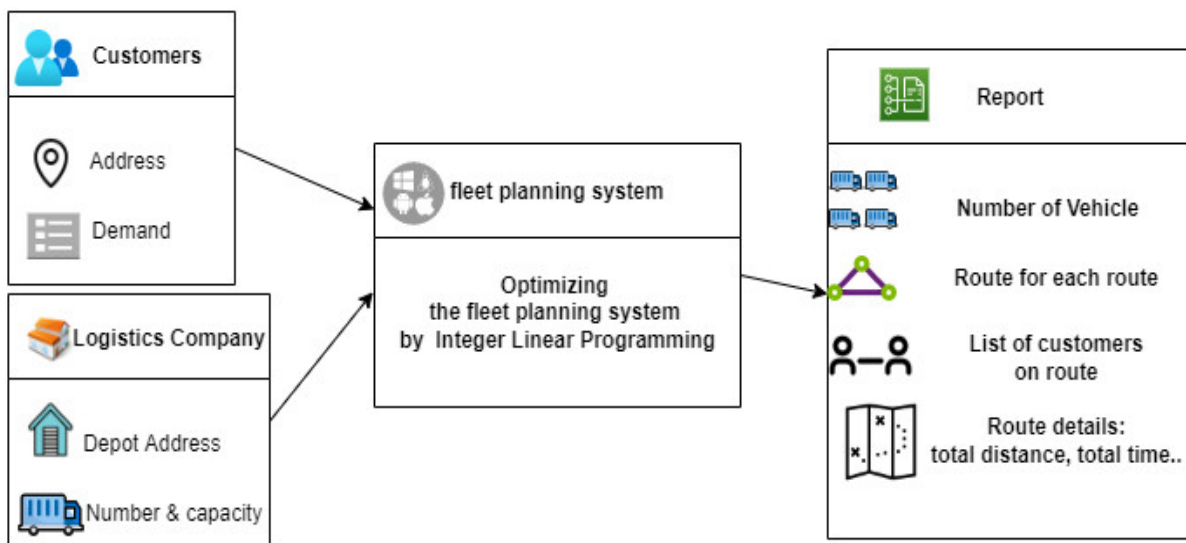 Customers
Address
Demand
Logistics Company
Depot Address
Number & capacity
fleet planning system
Optimizing
the fleet planning system
by Integer Linear Programming
Report
Number of Vehicle
Route for each route
List of customers
on route
Route details:
total distance, total time..